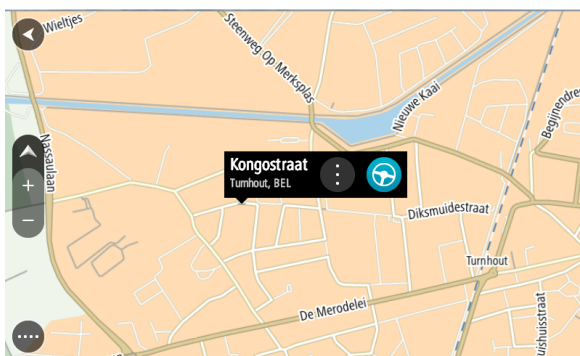 Wieltjes
Steenweg Op Merksplas
Nieuwe Kaai
Begijnendre
Nassaulaan
Kongostraat
Turnhout, BEL
Diksmuidestraat
Turnhout
De Merodelei
uishuisstraat